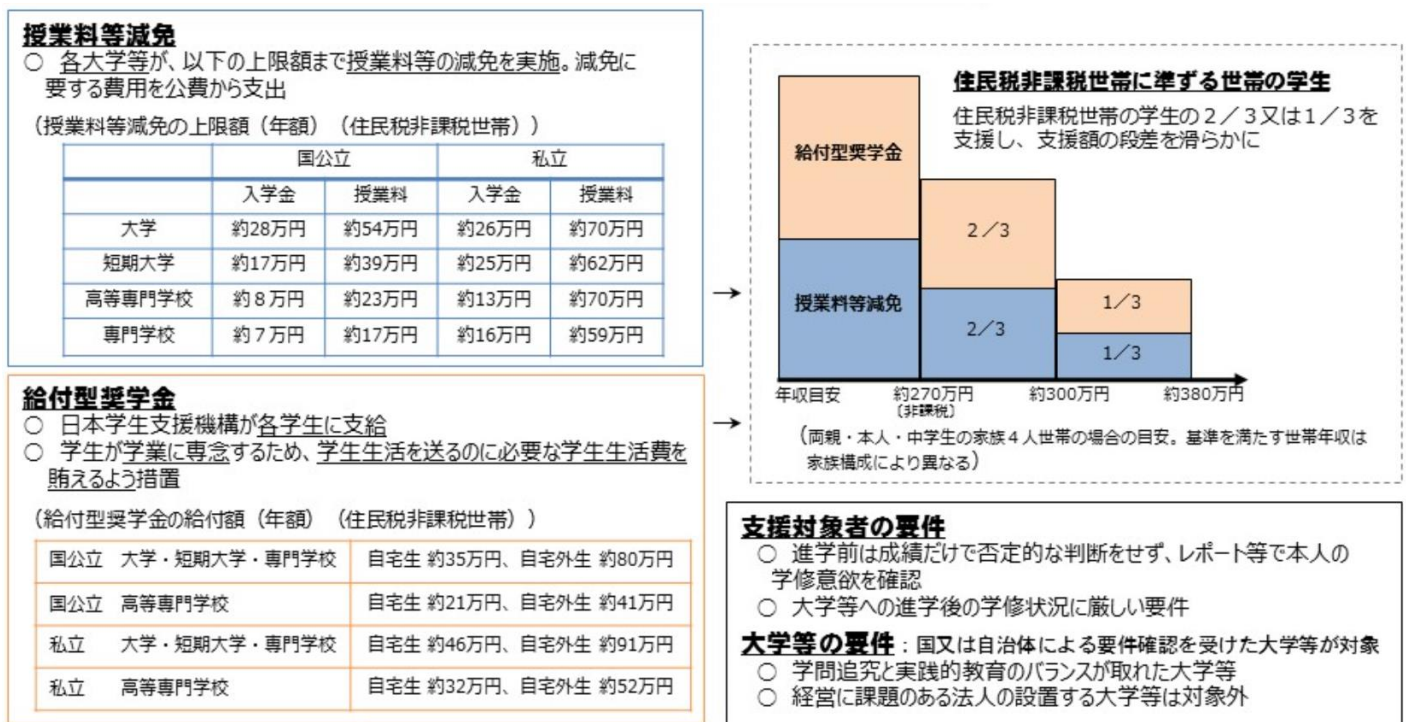 授業料等減免
○ 各大学等が、以下の上限額まで授業料等の減免を実施。減免に
要する費用を公費から支出
（授業料等減免の上限額（年額）（住民税非課税世帯））
国公立 私立
入学金 授業料 入学金 授業料
大学 約28万円 約54万円 約26万円 約70万円
短期大学 約17万円 約39万円 約25万円 約62万円
高等専門学校 約８万円 約23万円 約13万円 約70万円
専門学校 約７万円 約17万円 約16万円 約59万円
給付型奨学金
○ 日本学生支援機構が各学生に支給
○ 学生が学業に専念するため、学生生活を送るのに必要な学生生活費を
賄えるよう措置
（給付型奨学金の給付額（年額）（住民税非課税世帯））
国公立 大学・短期大学・専門学校 自宅生 約35万円、自宅外生 約80万円
国公立 高等専門学校 自宅生 約21万円、自宅外生 約41万円
私立 大学・短期大学・専門学校 自宅生 約46万円、自宅外生 約91万円
私立 高等専門学校 自宅生 約32万円、自宅外生 約52万円
→
→
住民税非課税世帯に準ずる世帯の学生
住民税非課税世帯の学生の２／３又は１／３を
支援し、支援額の段差を滑らかに
給付型奨学金
２／３
１／３
授業料等減免
２／３
１／３
年収目安 約270万円 約300万円 約380万円
〔非課税〕
（両親・本人・中学生の家族４人世帯の場合の目安。基準を満たす世帯年収は
家族構成により異なる）
支援対象者の要件
○ 進学前は成績だけで否定的な判断をせず、レポート等で本人の
学修意欲を確認
○ 大学等への進学後の学修状況に厳しい要件
大学等の要件：国又は自治体による要件確認を受けた大学等が対象
○ 学問追究と実践的教育のバランスが取れた大学等
○ 経営に課題のある法人の設置する大学等は対象外